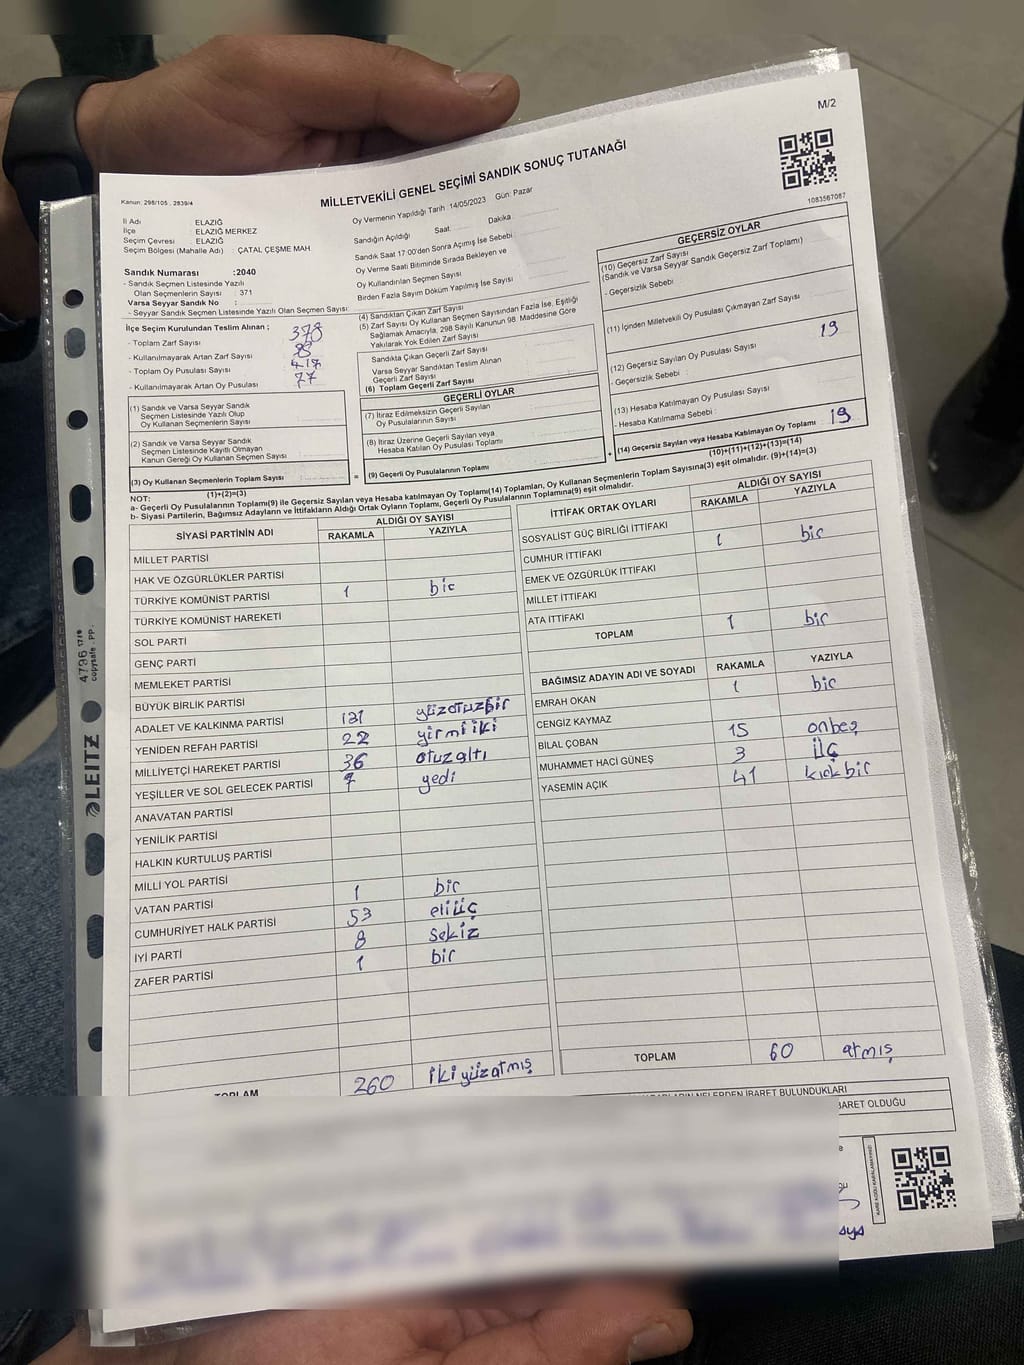 M/2
MİLLETVEKİLİ GENEL SEÇİMİ SANDIK SONUÇ TUTANAĞI
1083567087
Kanun: 298/105 . 2839/4
İl Adı : ELAZIĞ
İlçe : ELAZIĞ MERKEZ
Seçim Çevresi : ELAZIĞ
Seçim Bölgesi (Mahalle Adı) : ÇATAL ÇEŞME MAH
Sandık Numarası :2040
- Sandık Seçmen Listesinde Yazılı
Olan Seçmenlerin Sayısı : 371
Varsa Seyyar Sandık No :
- Seyyar Sandık Seçmen Listesinde Yazılı Olan Seçmen Sayısı:
Oy Vermenin Yapıldığı Tarih 14/05/2023 Gün: Pazar
Sandığın Açıldığı Saat: Dakika :
Sandık Saat 17:00'den Sonra Açımış İse Sebebi :
Oy Verme Saati Bitiminde Sırada Bekleyen ve
Oy Kullandırılan Seçmen Sayısı
Birden Fazla Sayım Döküm Yapılmış İse Sayısı
İlçe Seçim Kurulundan Teslim Alınan ;
- Toplam Zarf Sayısı : 378
- Kullanılmayarak Artan Zarf Sayısı :
- Toplam Oy Pusulası Sayısı :
- Kullanılmayarak Artan Oy Pusulası : 77
(1) Sandık ve Varsa Seyyar Sandık
Seçmen Listesinde Yazılı Olup
Oy Kullanan Seçmenlerin Sayısı
(2) Sandık ve Varsa Seyyar Sandık
Seçmen Listesinde Kayıtlı Olmayan
Kanun Gereği Oy Kullanan Seçmen Sayısı
(3) Oy Kullanan Seçmenlerin Toplam Sayısı
(1)+(2)=(3)
(4) Sandıktan Çıkan Zarf Sayısı
(5) Zarf Sayısı Oy Kullanan Seçmen Sayısından Fazla İse, Eşitliği
Sağlamak Amacıyla, 298 Sayılı Kanunun 98. Maddesine Göre
Yakılarak Yok Edilen Zarf Sayısı
Sandıkta Çıkan Geçerli Zarf Sayısı
Varsa Seyyar Sandıktan Teslim Alınan
Geçerli Zarf Sayısı
(6) Toplam Geçerli Zarf Sayısı
GEÇERLİ OYLAR
(7) İtiraz Edilmeksizin Geçerli Sayılan
Oy Pusulalarının Sayısı
(8) İtiraz Üzerine Geçerli Sayılan veya
Hesaba Katılan Oy Pusulası Toplamı
= (9) Geçerli Oy Pusulalarının Toplamı
GEÇERSİZ OYLAR
(10) Geçersiz Zarf Sayısı
(Sandık ve Varsa Seyyar Sandık Geçersiz Zarf Toplamı)
- Geçersizlik Sebebi :
(11) İçinden Milletvekili Oy Pusulası Çıkmayan Zarf Sayısı
(12) Geçersiz Sayılan Oy Pusulası Sayısı 19
- Geçersizlik Sebebi :
(13) Hesaba Katılmayan Oy Pusulası Sayısı
- Hesaba Katılmama Sebebi :
+ (14) Geçersiz Sayılan veya Hesaba Katılmayan Oy Toplamı 19
(10)+(11)+(12)+(13)=(14)
NOT:
a- Geçerli Oy Pusulalarının Toplamı(9) ile Geçersiz Sayılan veya Hesaba katılmayan Oy Toplamı(14) Toplamları, Oy Kullanan Seçmenlerin Toplam Sayısına(3) eşit olmalıdır. (9)+(14)=(3)
b- Siyasi Partilerin, Bağımsız Adayların ve İttifakların Aldığı Ortak Oyların Toplamı, Geçerli Oy Pusulalarının Toplamına(9) eşit olmalıdır.
SİYASİ PARTİNİN ADI ALDIĞI OY SAYISI
RAKAMLA YAZIYLA
MİLLET PARTİSİ
HAK VE ÖZGÜRLÜKLER PARTİSİ
TÜRKİYE KOMÜNİST PARTİSİ 1 bir
TÜRKİYE KOMÜNİST HAREKETİ
SOL PARTİ
GENÇ PARTİ
MEMLEKET PARTİSİ
BÜYÜK BİRLİK PARTİSİ
ADALET VE KALKINMA PARTİSİ 131 yüzotuzbir
YENİDEN REFAH PARTİSİ 22 yirmiiki
MİLLİYETÇİ HAREKET PARTİSİ 36 otuzaltı
YEŞİLLER VE SOL GELECEK PARTİSİ 7 yedi
ANAVATAN PARTİSİ
YENİLİK PARTİSİ
HALKIN KURTULUŞ PARTİSİ
MİLLİ YOL PARTİSİ
VATAN PARTİSİ 1 bir
CUMHURİYET HALK PARTİSİ 53 elliüç
İYİ PARTİ 8 sekiz
ZAFER PARTİSİ 1 bir
TOPLAM 260 ikiyüzatmış
İTTİFAK ORTAK OYLARI ALDIĞI OY SAYISI
RAKAMLA YAZIYLA
SOSYALİST GÜÇ BİRLİĞİ İTTİFAKI
CUMHUR İTTİFAKI 1 bir
EMEK VE ÖZGÜRLÜK İTTİFAKI
MİLLET İTTİFAKI
ATA İTTİFAKI
TOPLAM 1 bir
BAĞIMSIZ ADAYIN ADI VE SOYADI RAKAMLA YAZIYLA
EMRAH OKAN 1 bir
CENGİZ KAYMAZ
BİLAL ÇOBAN 15 onbeş
MUHAMMET HACİ GÜNEŞ 3 üç
YASEMİN AÇIK 41 kırkbir
TOPLAM 60 atmış
NELERDEN İBARET BULUNDUKLARI
BARET OLDUĞU
LEITZ
4796
copysafe . PP.